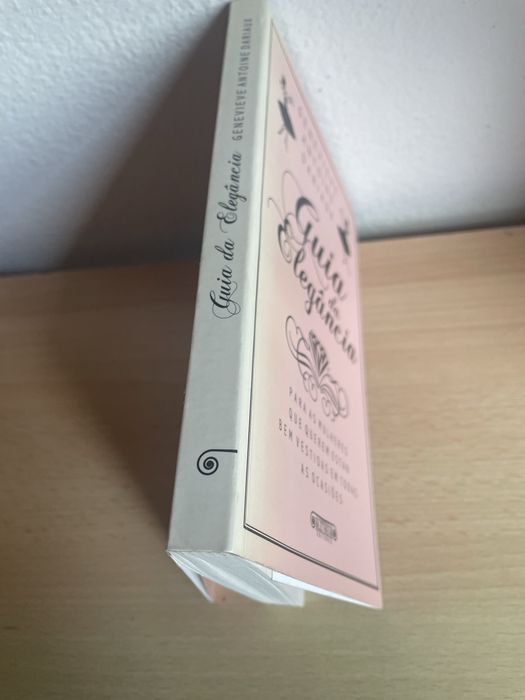 Guia da Elegância GENEVIEVE ANTOINE DARIAUX
Guia
da
Elegância
PARA AS MULHERES
QUE QUEREM ESTAR
BEM VESTIDAS EM TODAS
AS OCASIÕES